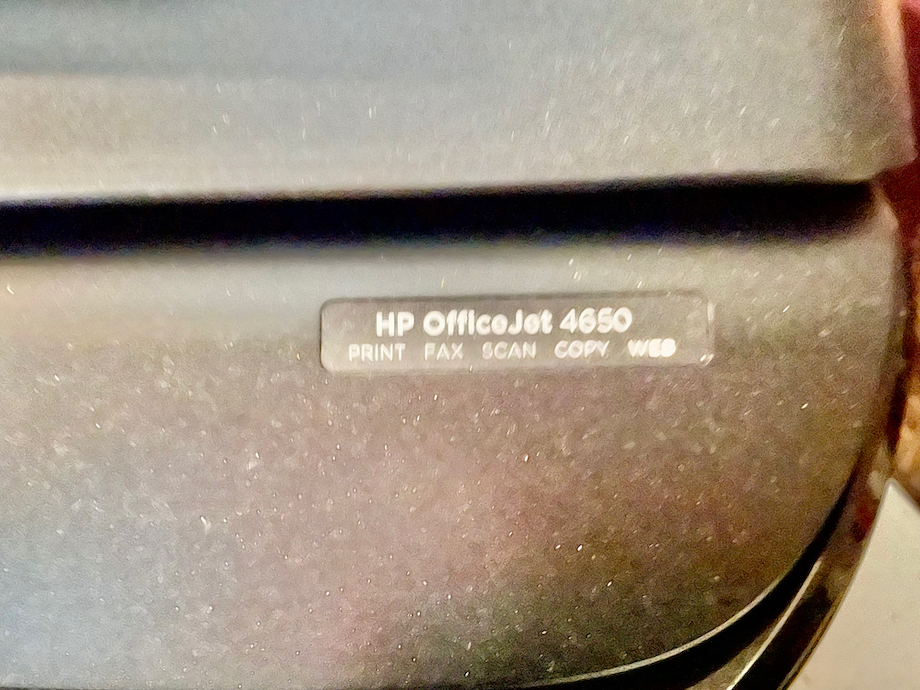 HP OfficeJet 4650
PRINT FAX SCAN COPY WEB